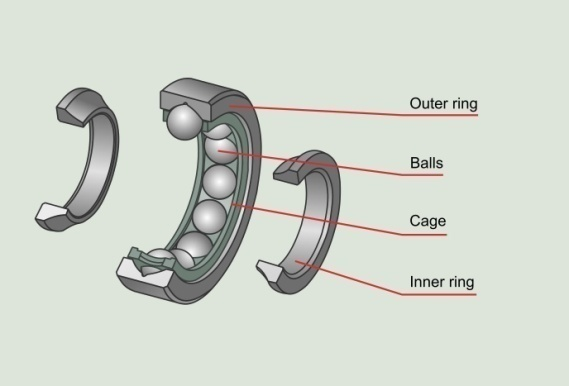 Outer ring
Balls
Cage
Inner ring